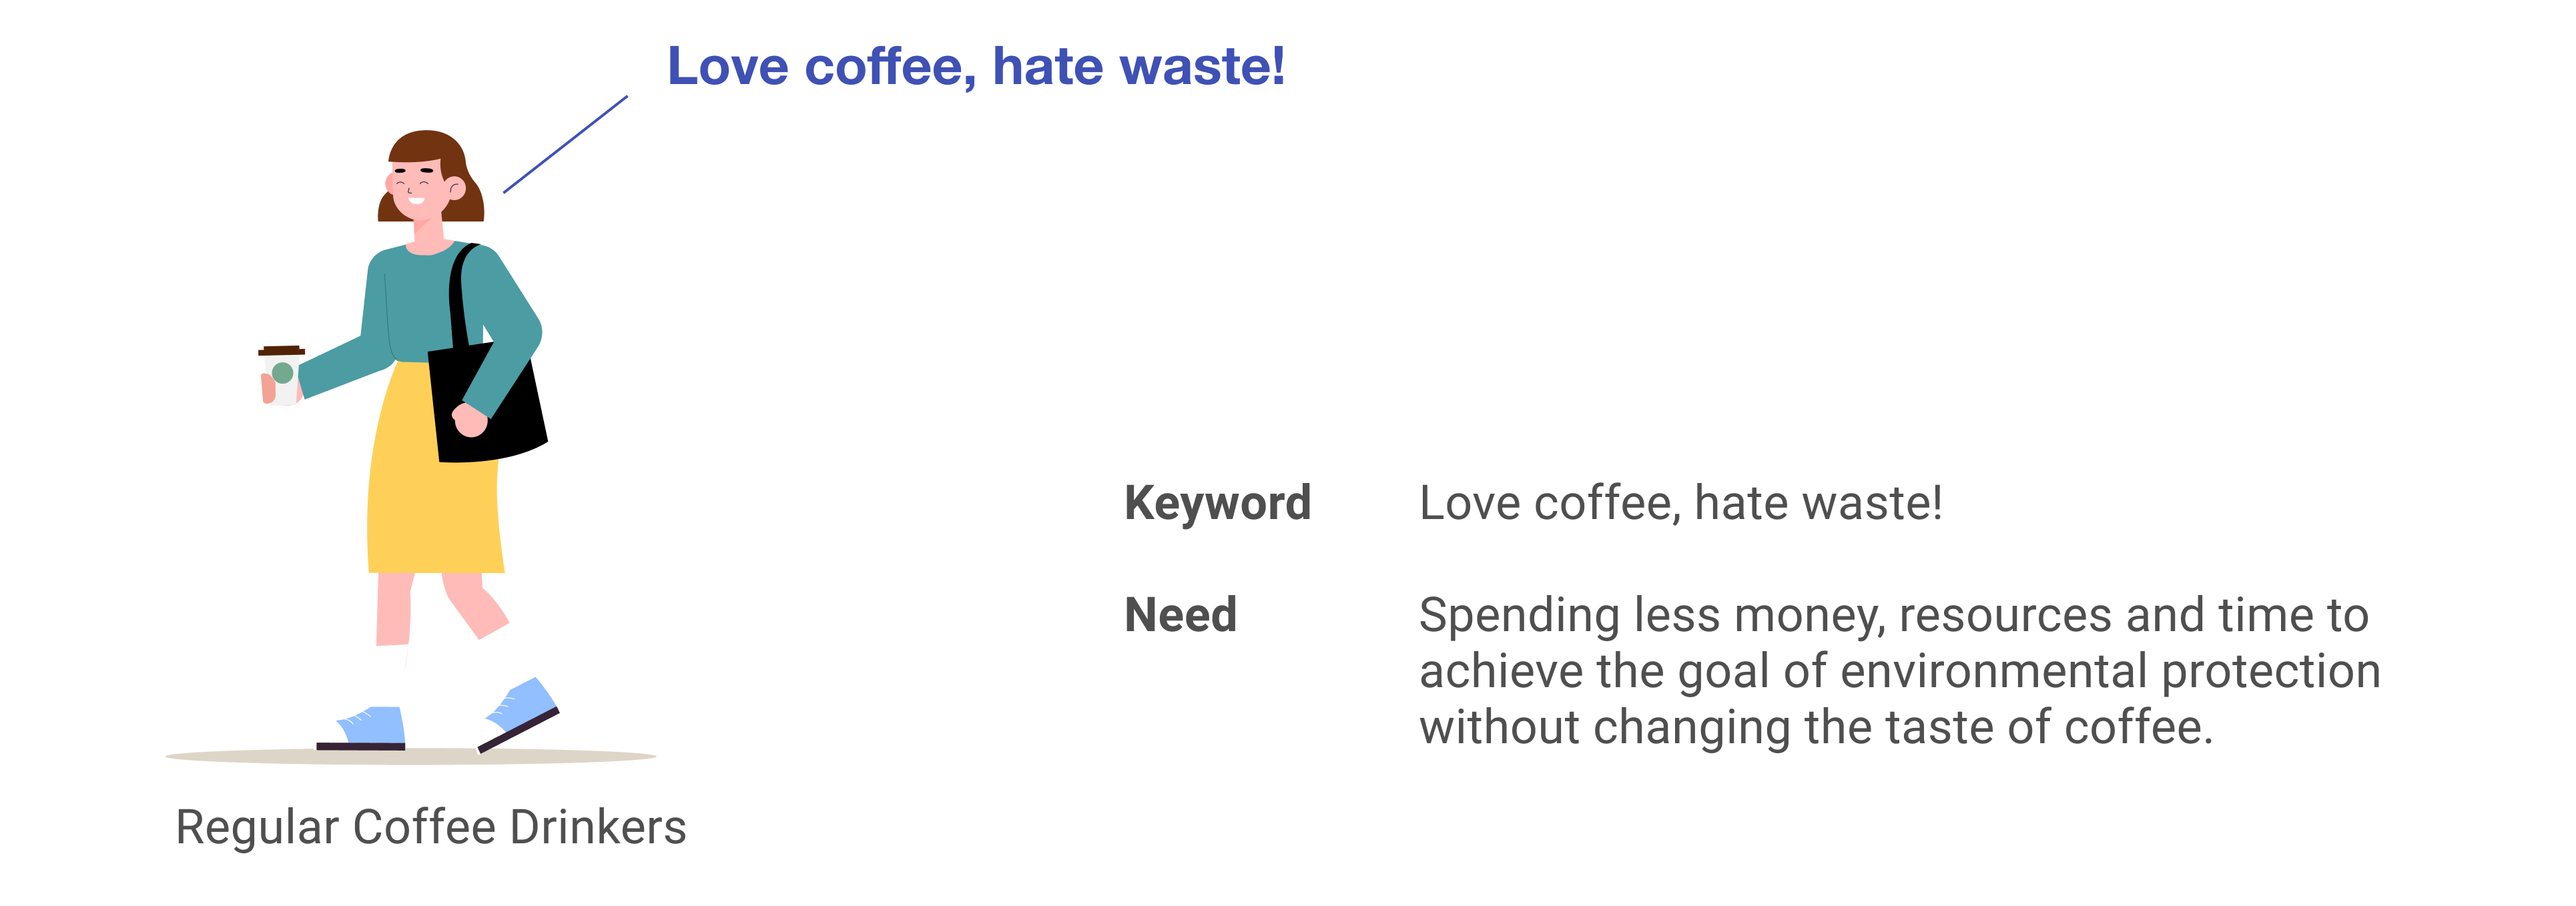 Love coffee, hate waste!
Keyword Love coffee, hate waste!
Need Spending less money, resources and time to
achieve the goal of environmental protection
without changing the taste of coffee.
Regular Coffee Drinkers